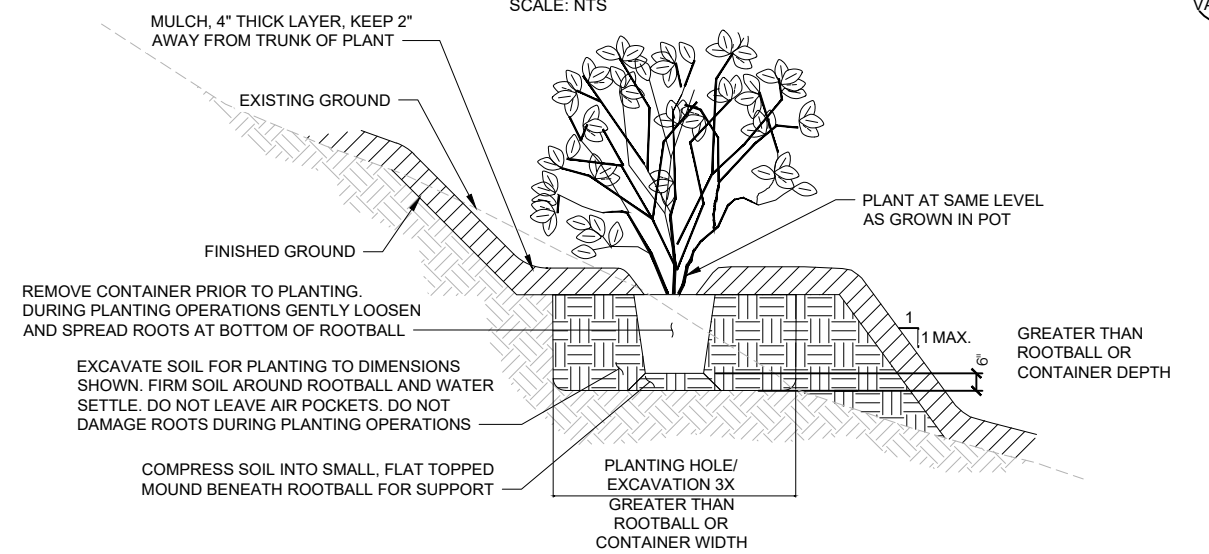 SCALE: NTS
MULCH, 4" THICK LAYER, KEEP 2"
AWAY FROM TRUNK OF PLANT
EXISTING GROUND
PLANT AT SAME LEVEL
AS GROWN IN POT
FINISHED GROUND
REMOVE CONTAINER PRIOR TO PLANTING.
DURING PLANTING OPERATIONS GENTLY LOOSEN
AND SPREAD ROOTS AT BOTTOM OF ROOTBALL
1
1 MAX.
6"
GREATER THAN
ROOTBALL OR
CONTAINER DEPTH
EXCAVATE SOIL FOR PLANTING TO DIMENSIONS
SHOWN. FIRM SOIL AROUND ROOTBALL AND WATER
SETTLE. DO NOT LEAVE AIR POCKETS. DO NOT
DAMAGE ROOTS DURING PLANTING OPERATIONS
COMPRESS SOIL INTO SMALL, FLAT TOPPED
MOUND BENEATH ROOTBALL FOR SUPPORT
PLANTING HOLE/
EXCAVATION 3X
GREATER THAN
ROOTBALL OR
CONTAINER WIDTH